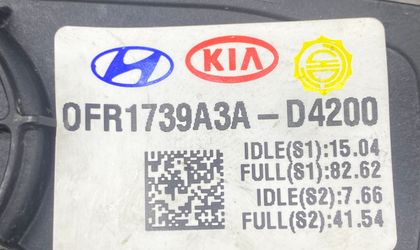 KIA
0FR1739A3A-D4200
IDLE(S1):15.04
FULL(S1):82.62
IDLE(S2):7.66
FULL(S2):41.54